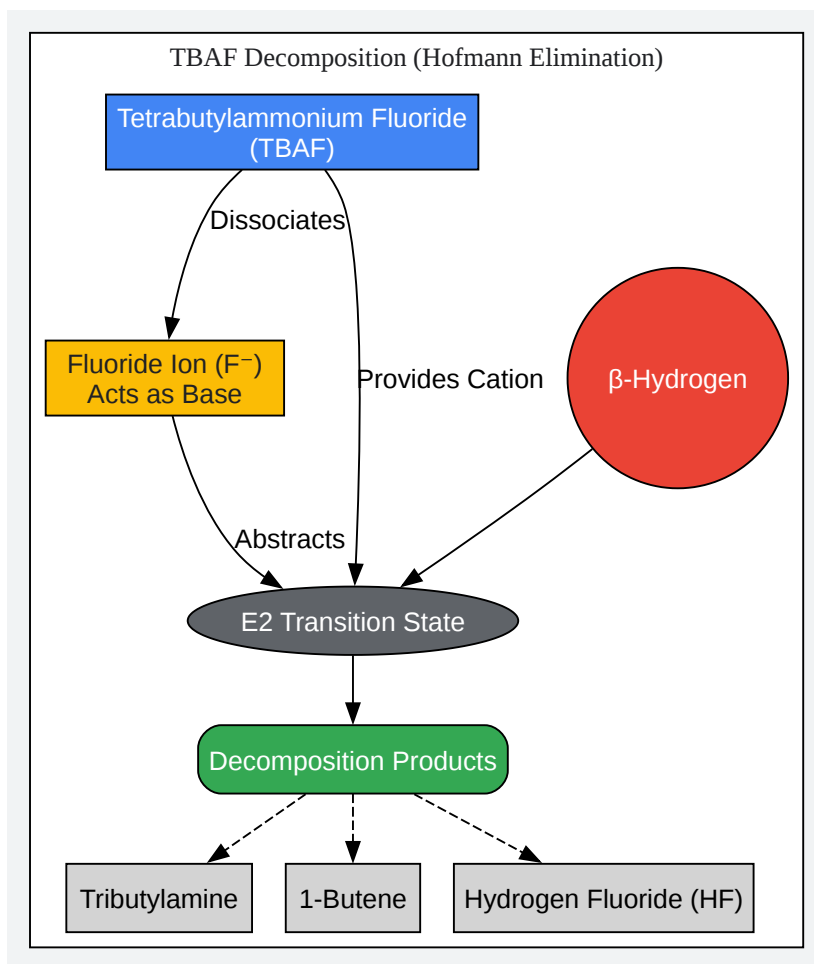 TBAF Decomposition (Hofmann Elimination)
Tetrabutylammonium Fluoride
(TBAF)
Dissociates
Fluoride Ion (F⁻)
Acts as Base
Provides Cation
β-Hydrogen
Abstracts
E2 Transition State
Decomposition Products
Tributylamine
1-Butene
Hydrogen Fluoride (HF)